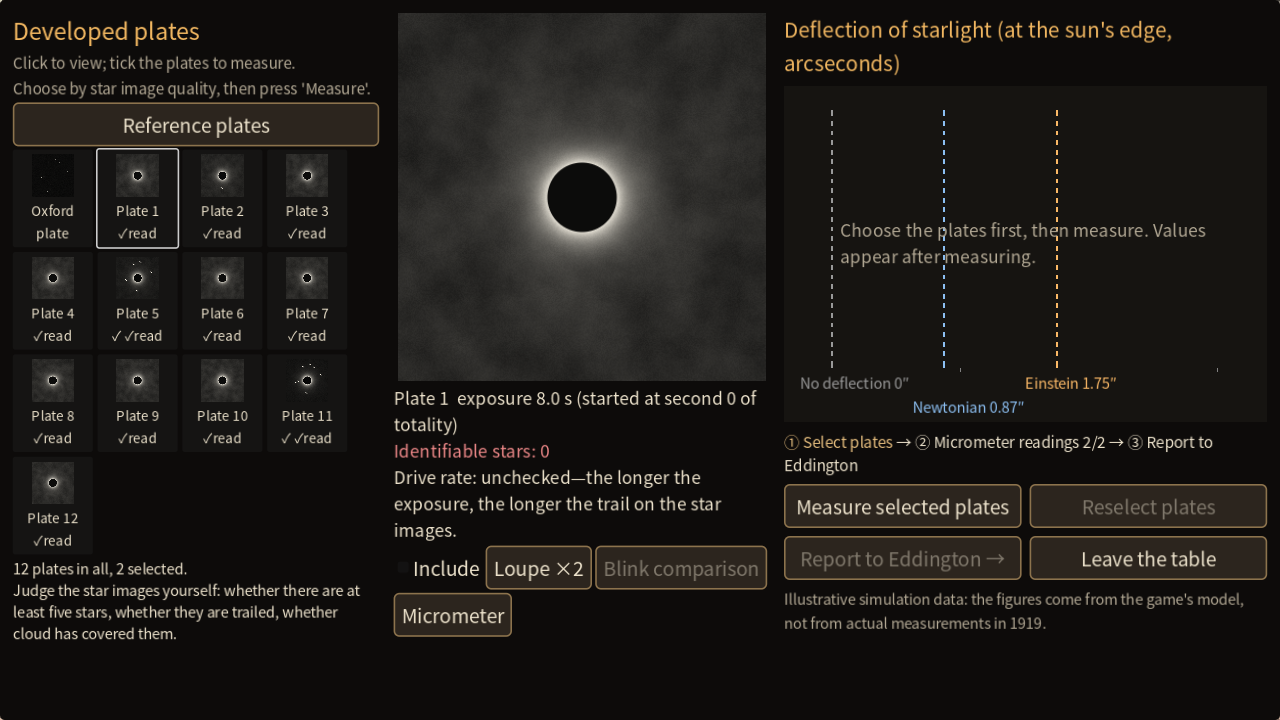 Developed plates
Click to view; tick the plates to measure.
Choose by star image quality, then press 'Measure'.
Reference plates
Oxford plate
Plate 1
✓read
Plate 2
✓read
Plate 3
✓read
Plate 4
✓read
Plate 5
✓ ✓read
Plate 6
✓read
Plate 7
✓read
Plate 8
✓read
Plate 9
✓read
Plate 10
✓read
Plate 11
✓ ✓read
Plate 12
✓read
12 plates in all, 2 selected.
Judge the star images yourself: whether there are at
least five stars, whether they are trailed, whether
cloud has covered them.
Plate 1 exposure 8.0 s (started at second 0 of
totality)
Identifiable stars: 0
Drive rate: unchecked—the longer the
exposure, the longer the trail on the star
images.
Include
Loupe ×2
Blink comparison
Micrometer
Deflection of starlight (at the sun's edge,
arcseconds)
Choose the plates first, then measure. Values
appear after measuring.
No deflection 0″
Einstein 1.75″
Newtonian 0.87″
① Select plates → ② Micrometer readings 2/2 → ③ Report to
Eddington
Measure selected plates
Reselect plates
Report to Eddington →
Leave the table
Illustrative simulation data: the figures come from the game's model,
not from actual measurements in 1919.